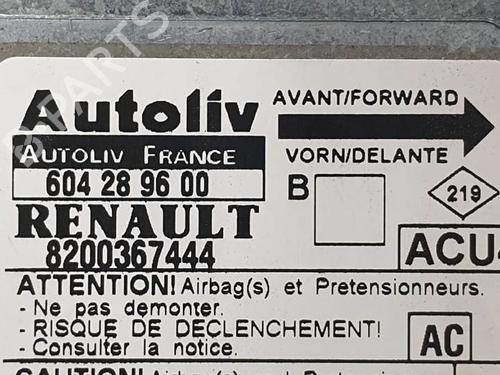 Autoliv
AUTOLIV FRANCE
604 28 96 00
RENAULT
8200367444
AVANT/FORWARD
VORN/DELANTE
B
219
ACU
ATTENTION! Airbag(s) et Pretensionneurs.
- Ne pas demonter.
- RISQUE DE DECLENCHEMENT!
- Consulter la notice.
AC